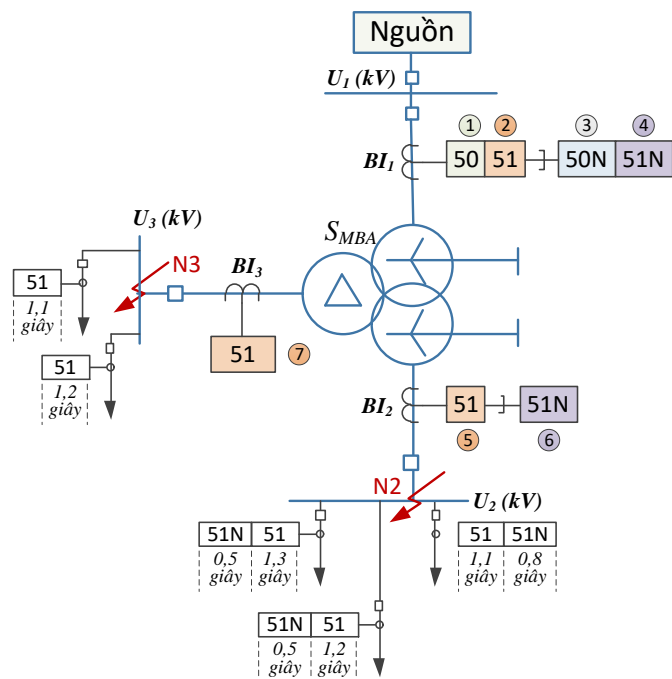 Nguồn
U1 (kV)
1 2 3 4
BI1 50 51 50N 51N
U3 (kV)
SMBA
N3
BI3
51
1,1
giây
51
7
51
1,2
giây
BI2 51 51N
5 6
N2
U2 (kV)
51N 51
0,5 1,3
giây giây
51 51N
1,1 0,8
giây giây
51N 51
0,5 1,2
giây giây